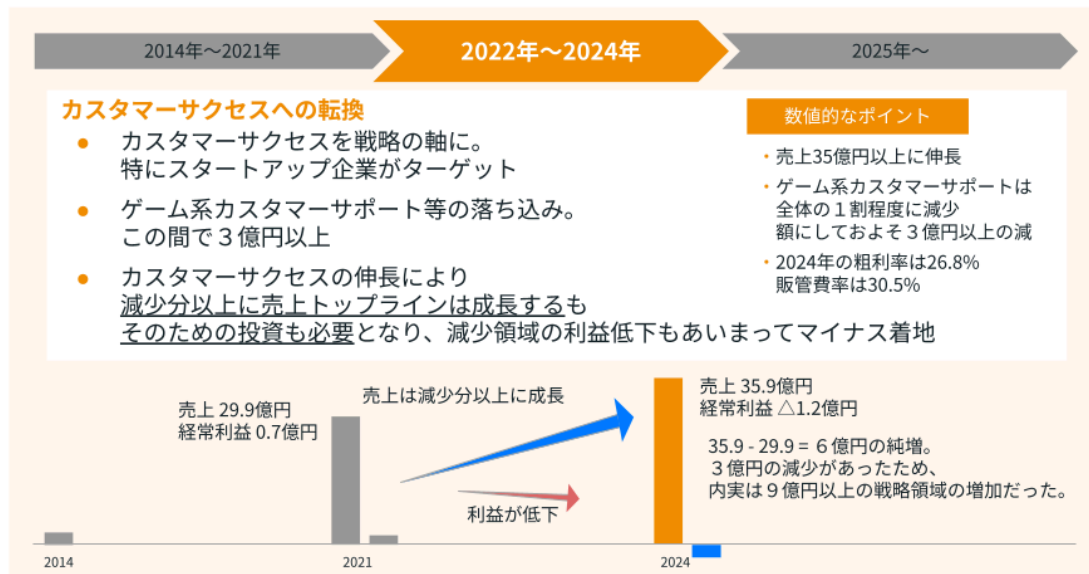 2014年〜2021年
2022年〜2024年
2025年〜
カスタマーサクセスへの転換
● カスタマーサクセスを戦略の軸に。
特にスタートアップ企業がターゲット
● ゲーム系カスタマーサポート等の落ち込み。
この間で３億円以上
● カスタマーサクセスの伸長により
減少分以上に売上トップラインは成長するも
そのための投資も必要となり、減少領域の利益低下もあいまってマイナス着地
数値的なポイント
・売上35億円以上に伸長
・ゲーム系カスタマーサポートは
全体の１割程度に減少
額にしておよそ３億円以上の減
・2024年の粗利率は26.8%
販管費率は30.5%
売上 29.9億円
経常利益 0.7億円
売上は減少分以上に成長
利益が低下
売上 35.9億円
経常利益 △1.2億円
35.9 - 29.9 = ６億円の純増。
３億円の減少があったため、
内実は９億円以上の戦略領域の増加だった。
2014
2021
2024